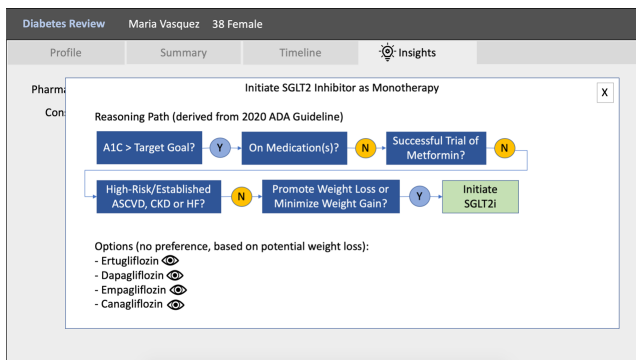 Diabetes Review Maria Vasquez 38 Female
Profile Summary Timeline Insights
Pharma
Cons
Initiate SGLT2 Inhibitor as Monotherapy X
Reasoning Path (derived from 2020 ADA Guideline)
A1C > Target Goal? Y On Medication(s)? N Successful Trial of
Metformin? N
High-Risk/Established
ASCVD, CKD or HF? N Promote Weight Loss or
Minimize Weight Gain? Y Initiate
SGLT2i
Options (no preference, based on potential weight loss):
- Ertugliflozin
- Dapagliflozin
- Empagliflozin
- Canagliflozin